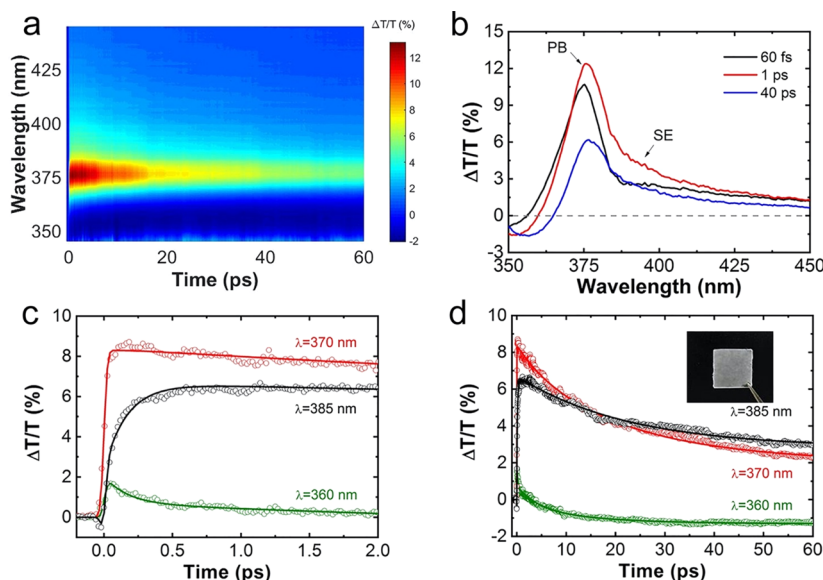 a
ΔT/T (%)
Wavelength (nm)
425
400
375
350
0
20
40
60
Time (ps)
12
10
8
6
4
2
0
-2
b
PB
SE
60 fs
1 ps
40 ps
ΔT/T (%)
15
12
9
6
3
0
-3
350
375
400
425
450
Wavelength (nm)
c
ΔT/T (%)
10
8
6
4
2
0
λ=370 nm
λ=385 nm
λ=360 nm
0.0
0.5
1.0
1.5
2.0
Time (ps)
d
ΔT/T (%)
10
8
6
4
2
0
-2
λ=385 nm
λ=370 nm
λ=360 nm
0
10
20
30
40
50
60
Time (ps)